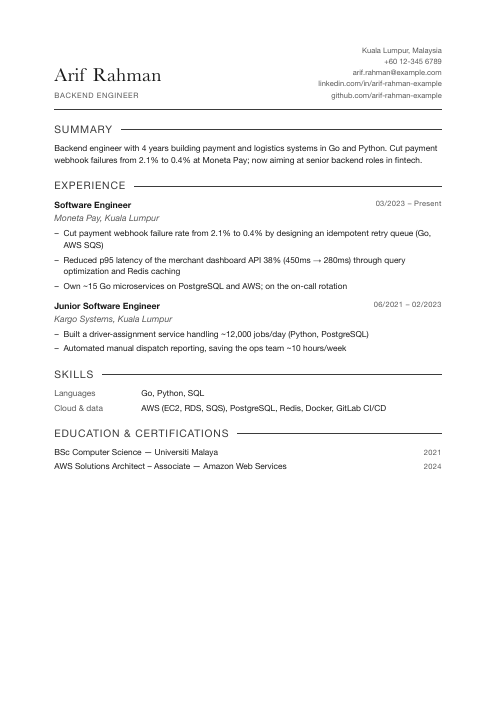 Arif Rahman
BACKEND ENGINEER
Kuala Lumpur, Malaysia
+60 12-345 6789
arif.rahman@example.com
linkedin.com/in/arif-rahman-example
github.com/arif-rahman-example
SUMMARY
Backend engineer with 4 years building payment and logistics systems in Go and Python. Cut payment
webhook failures from 2.1% to 0.4% at Moneta Pay; now aiming at senior backend roles in fintech.
EXPERIENCE
Software Engineer 03/2023 – Present
Moneta Pay, Kuala Lumpur
– Cut payment webhook failure rate from 2.1% to 0.4% by designing an idempotent retry queue (Go,
AWS SQS)
– Reduced p95 latency of the merchant dashboard API 38% (450ms → 280ms) through query
optimization and Redis caching
– Own ~15 Go microservices on PostgreSQL and AWS; on the on-call rotation
Junior Software Engineer 06/2021 – 02/2023
Kargo Systems, Kuala Lumpur
– Built a driver-assignment service handling ~12,000 jobs/day (Python, PostgreSQL)
– Automated manual dispatch reporting, saving the ops team ~10 hours/week
SKILLS
Languages Go, Python, SQL
Cloud & data AWS (EC2, RDS, SQS), PostgreSQL, Redis, Docker, GitLab CI/CD
EDUCATION & CERTIFICATIONS
BSc Computer Science — Universiti Malaya 2021
AWS Solutions Architect – Associate — Amazon Web Services 2024